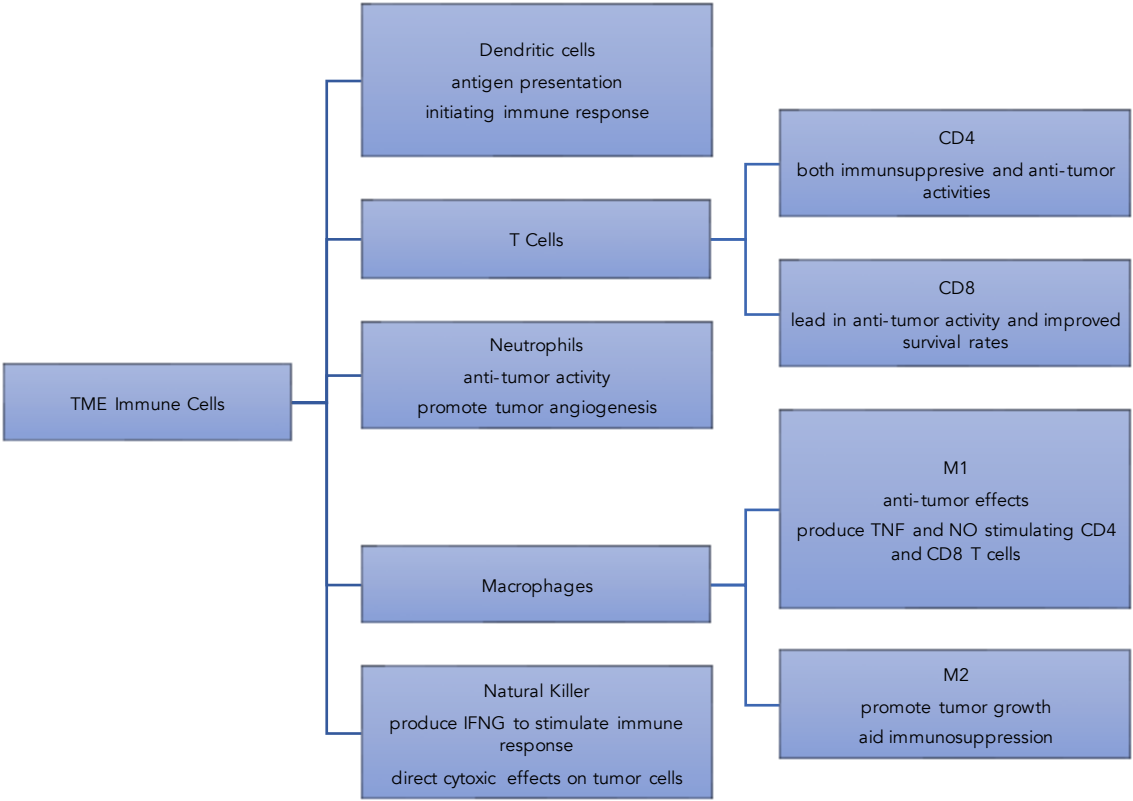 TME Immune Cells
Dendritic cells
antigen presentation
initiating immune response
T Cells
CD4
both immunsuppresive and anti-tumor
activities
CD8
lead in anti-tumor activity and improved
survival rates
Neutrophils
anti-tumor activity
promote tumor angiogenesis
Macrophages
M1
anti-tumor effects
produce TNF and NO stimulating CD4
and CD8 T cells
M2
promote tumor growth
aid immunosuppression
Natural Killer
produce IFNG to stimulate immune
response
direct cytoxic effects on tumor cells